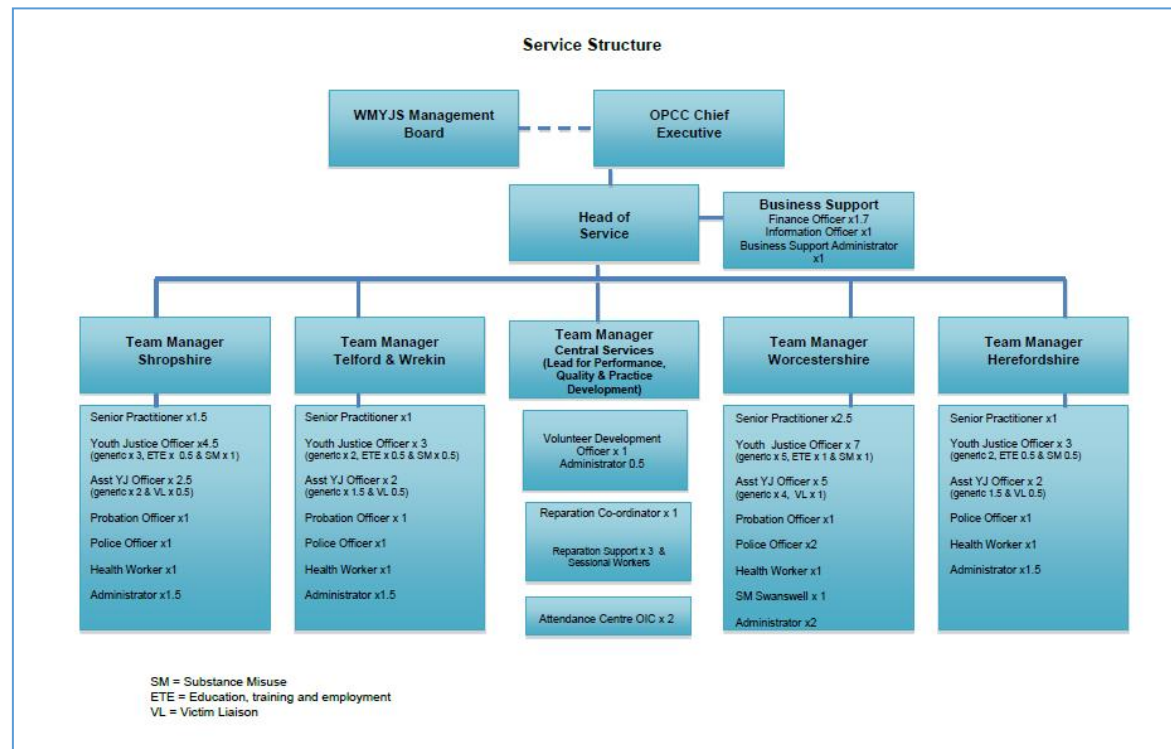 Service Structure
WMYJS Management
Board
OPCC Chief
Executive
Head of
Service
Business Support
Finance Officer x1.7
Information Officer x1
Business Support Administrator
x1
Team Manager
Shropshire
Senior Practitioner x1.5
Youth Justice Officer x4.5
(generic x 3, ETE x 0.5 & SM x 1)
Asst YJ Officer x 2.5
(generic x 2 & VL x 0.5)
Probation Officer x1
Police Officer x1
Health Worker x1
Administrator x1.5
Team Manager
Telford & Wrekin
Senior Practitioner x1
Youth Justice Officer x 3
(generic x 2, ETE x 0.5 & SM x 0.5)
Asst YJ Officer x 2
(generic x 1.5 & VL 0.5)
Probation Officer x 1
Police Officer x1
Health Worker x1
Administrator x1.5
Team Manager
Central Services
(Lead for Performance,
Quality & Practice
Development)
Volunteer Development
Officer x 1
Administrator 0.5
Reparation Co-ordinator x 1
Reparation Support x 3 &
Sessional Workers
Attendance Centre OIC x 2
Team Manager
Worcestershire
Senior Practitioner x2.5
Youth Justice Officer x 7
(generic x 5, ETE x 1 & SM x 1)
Asst YJ Officer x 5
(generic x 4, VL x 1)
Probation Officer x1
Police Officer x2
Health Worker x1
SM Swanswell x 1
Administrator x2
Team Manager
Herefordshire
Senior Practitioner x1
Youth Justice Officer x 3
(generic 2, ETE 0.5 & SM 0.5)
Asst YJ Officer x 2
(generic 1.5 & VL 0.5)
Police Officer x1
Health Worker x1
Administrator x1.5
SM = Substance Misuse
ETE = Education, training and employment
VL = Victim Liaison